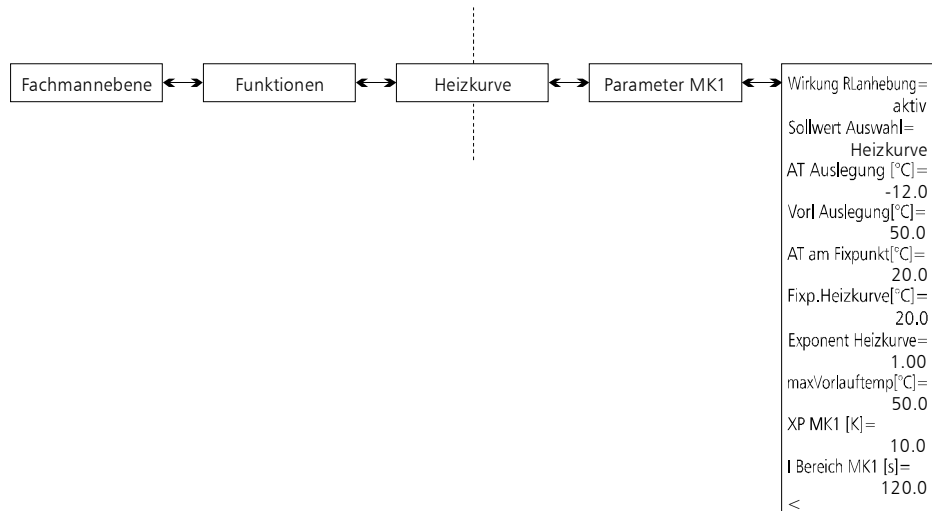 Fachmannebene
Funktionen
Heizkurve
Parameter MK1
Wirkung RLanhebung=
aktiv
Sollwert Auswahl=
Heizkurve
AT Auslegung [°C]=
-12.0
Vorl Auslegung[°C]=
50.0
AT am Fixpunkt[°C]=
20.0
Fixp.Heizkurve[°C]=
20.0
Exponent Heizkurve=
1.00
maxVorlauftemp[°C]=
50.0
XP MK1 [K]=
10.0
I Bereich MK1 [s]=
120.0
<